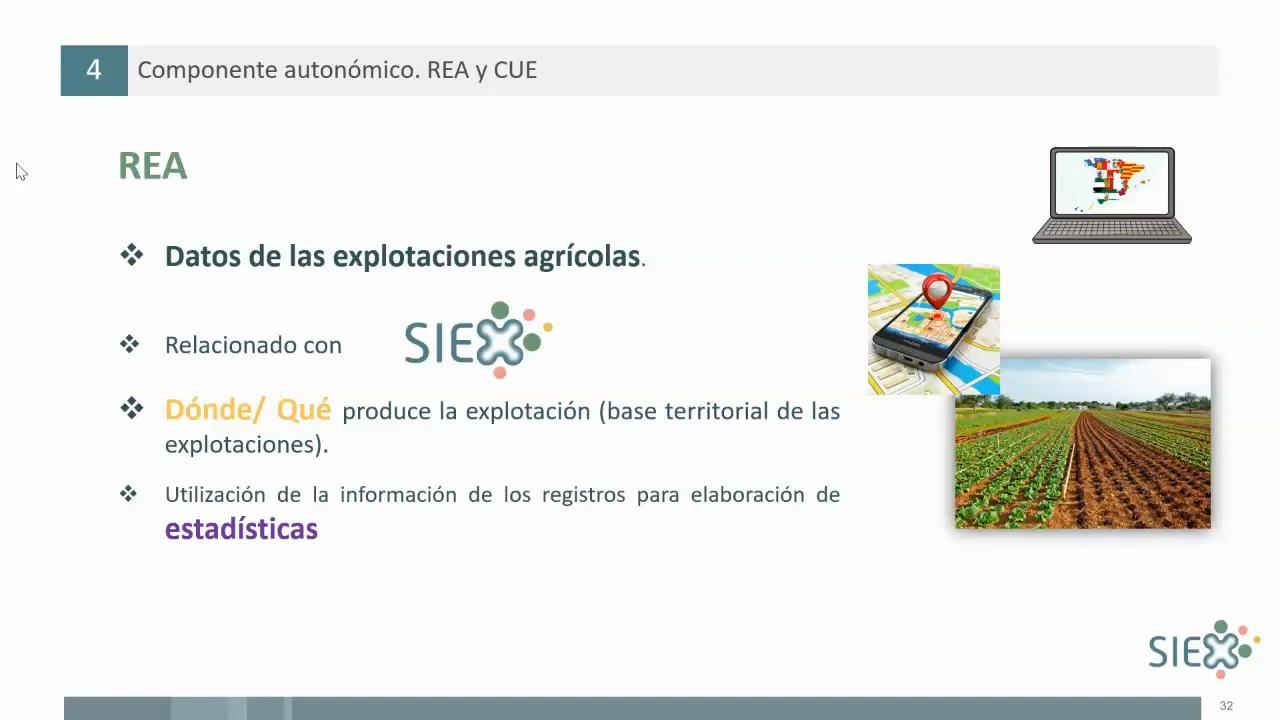 4
Componente autonómico. REA y CUE
REA
Datos de las explotaciones agrícolas.
Relacionado con SIEX
Dónde/ Qué produce la explotación (base territorial de las
explotaciones).
Utilización de la información de los registros para elaboración de
estadísticas
SIEX
32